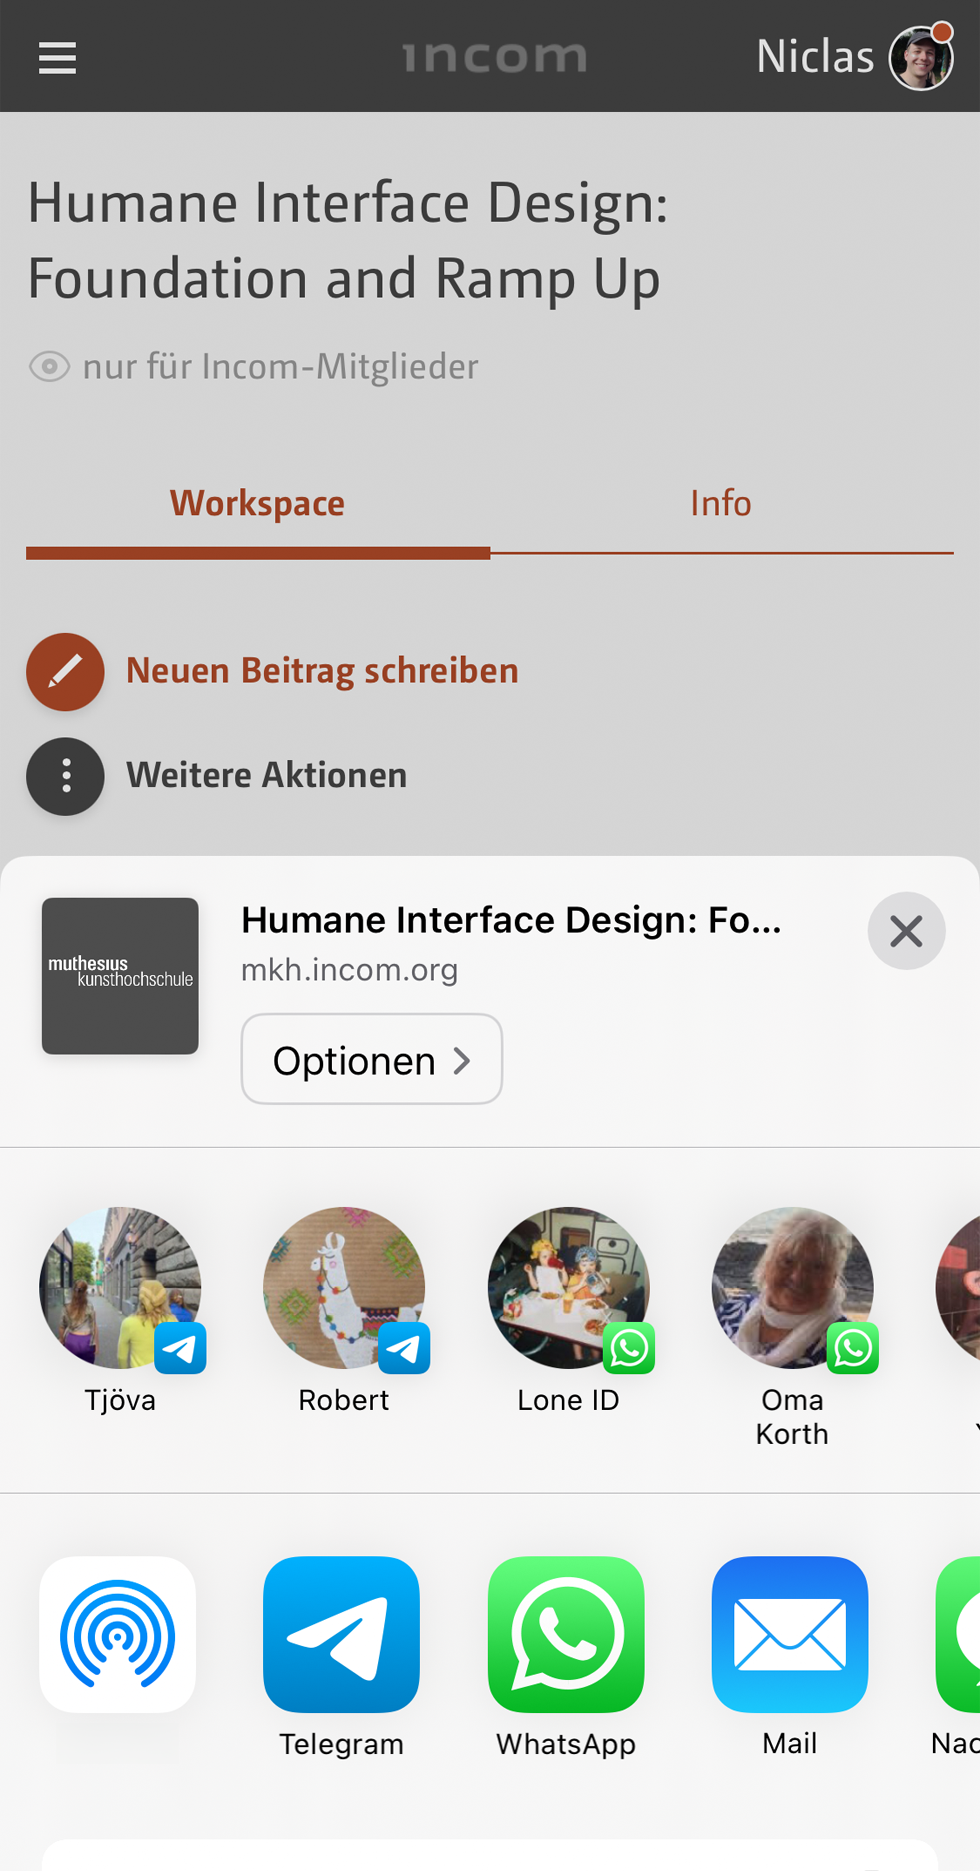 incom
Niclas
Humane Interface Design:
Foundation and Ramp Up
nur für Incom-Mitglieder
Workspace
Info
Neuen Beitrag schreiben
Weitere Aktionen
muthesius
kunsthochschule
Humane Interface Design: Fo...
mkh.incom.org
Optionen
Tjöva
Robert
Lone ID
Oma
Korth
Telegram
WhatsApp
Mail